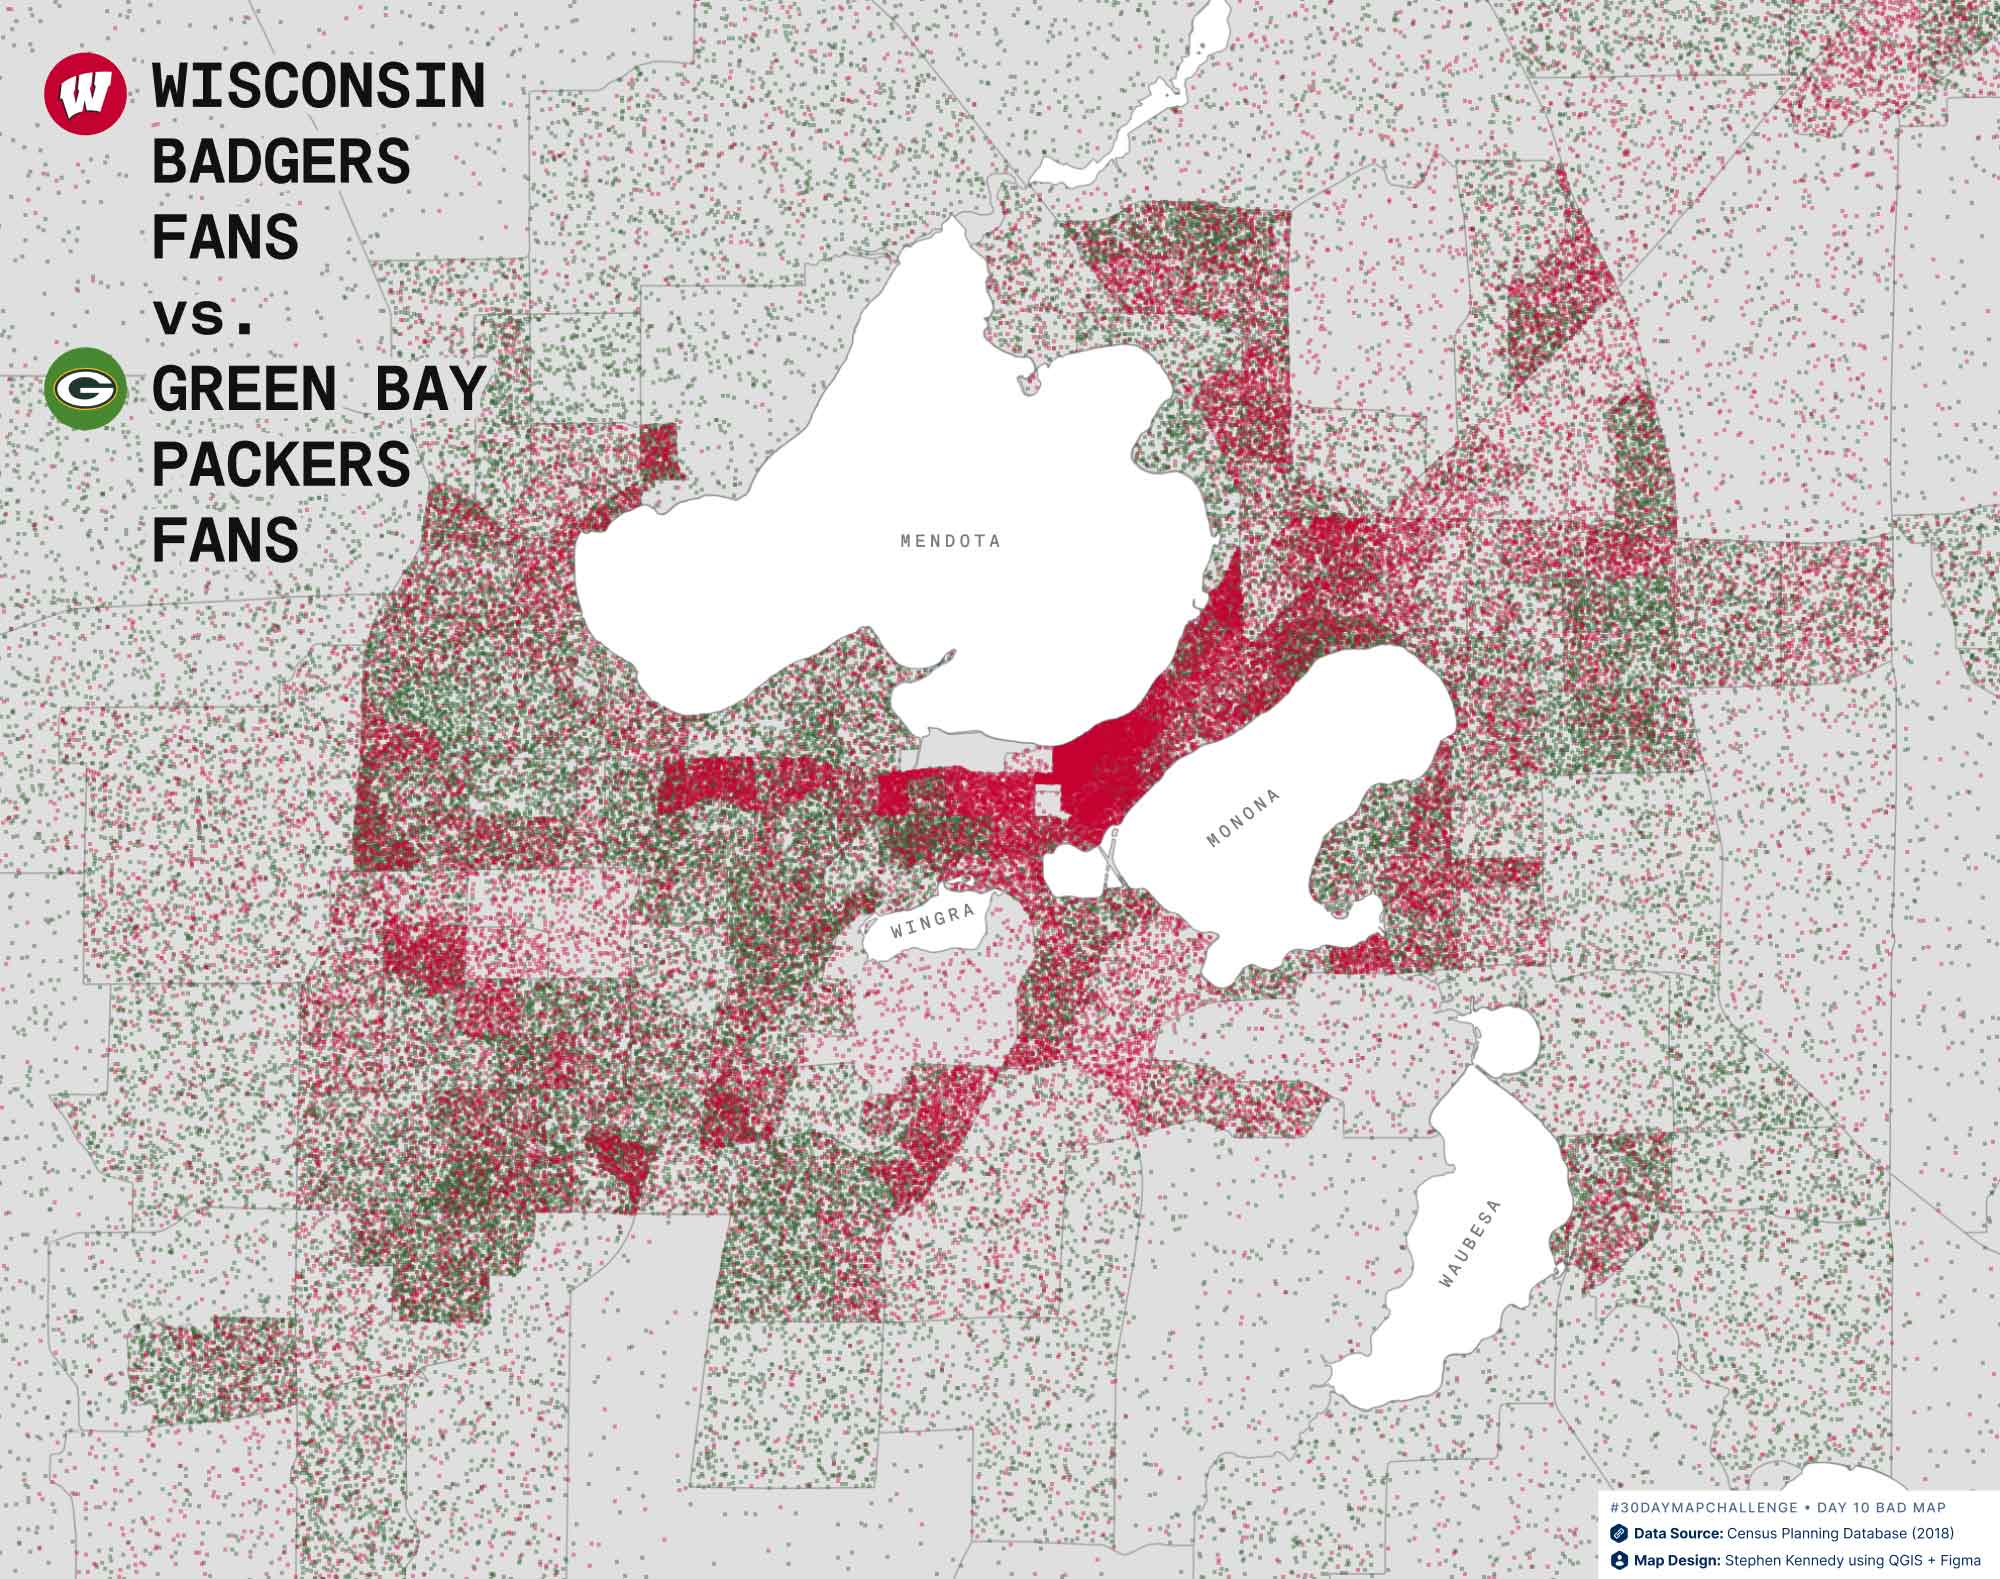 WISCONSIN
BADGERS
FANS
vs.
GREEN BAY
PACKERS
FANS
MENDOTA
MONONA
WINGRA
WAUBESA
#30DAYMAPCHALLENGE • DAY 10 BAD MAP
Data Source: Census Planning Database (2018)
Map Design: Stephen Kennedy using QGIS + Figma